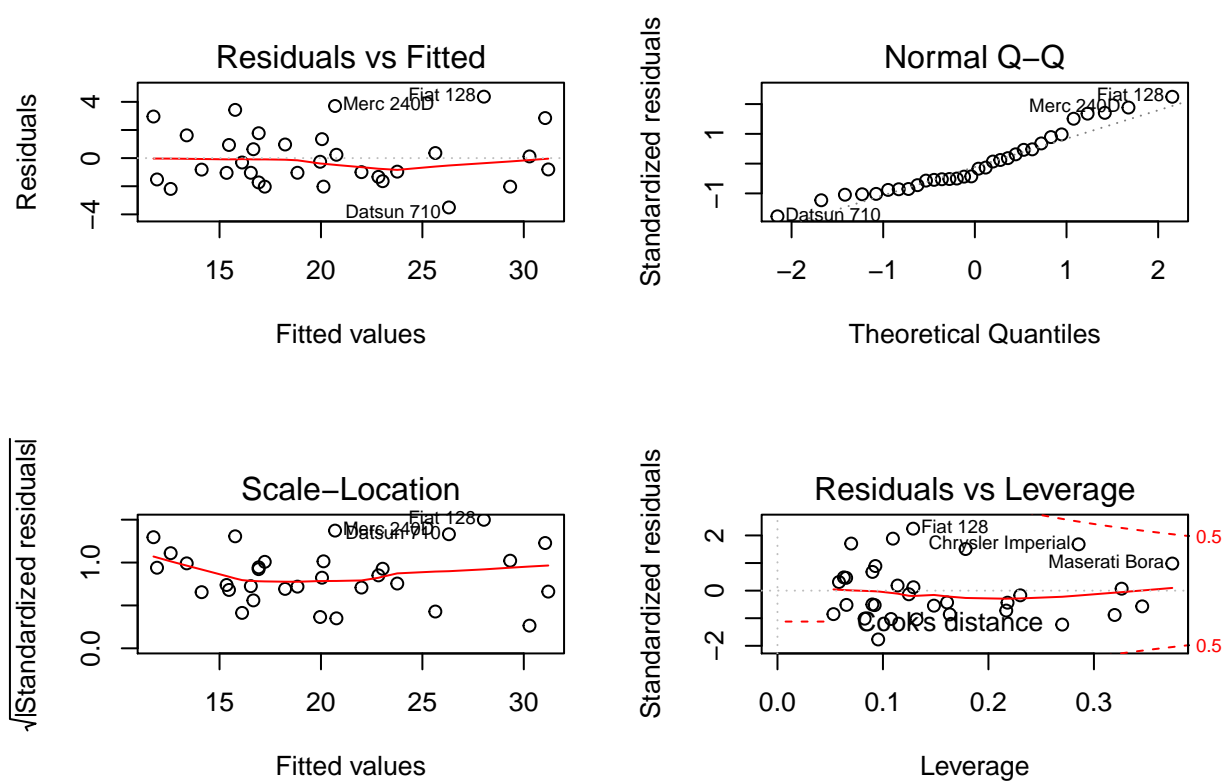 Residuals vs Fitted
Residuals
4
0
−4
Merc 240D
Fiat 128
Datsun 710
15
20
25
30
Fitted values
Normal Q−Q
Standardized residuals
1
−1
Merc 240D
Fiat 128
Datsun 710
−2
−1
0
1
2
Theoretical Quantiles
Scale−Location
√|Standardized residuals|
1.0
0.0
Merc 240D
Fiat 128
Datsun 710
15
20
25
30
Fitted values
Residuals vs Leverage
Standardized residuals
2
0
−2
Fiat 128
Chrysler Imperial
Maserati Bora
Cook's distance
0.5
0.5
0.0
0.1
0.2
0.3
Leverage